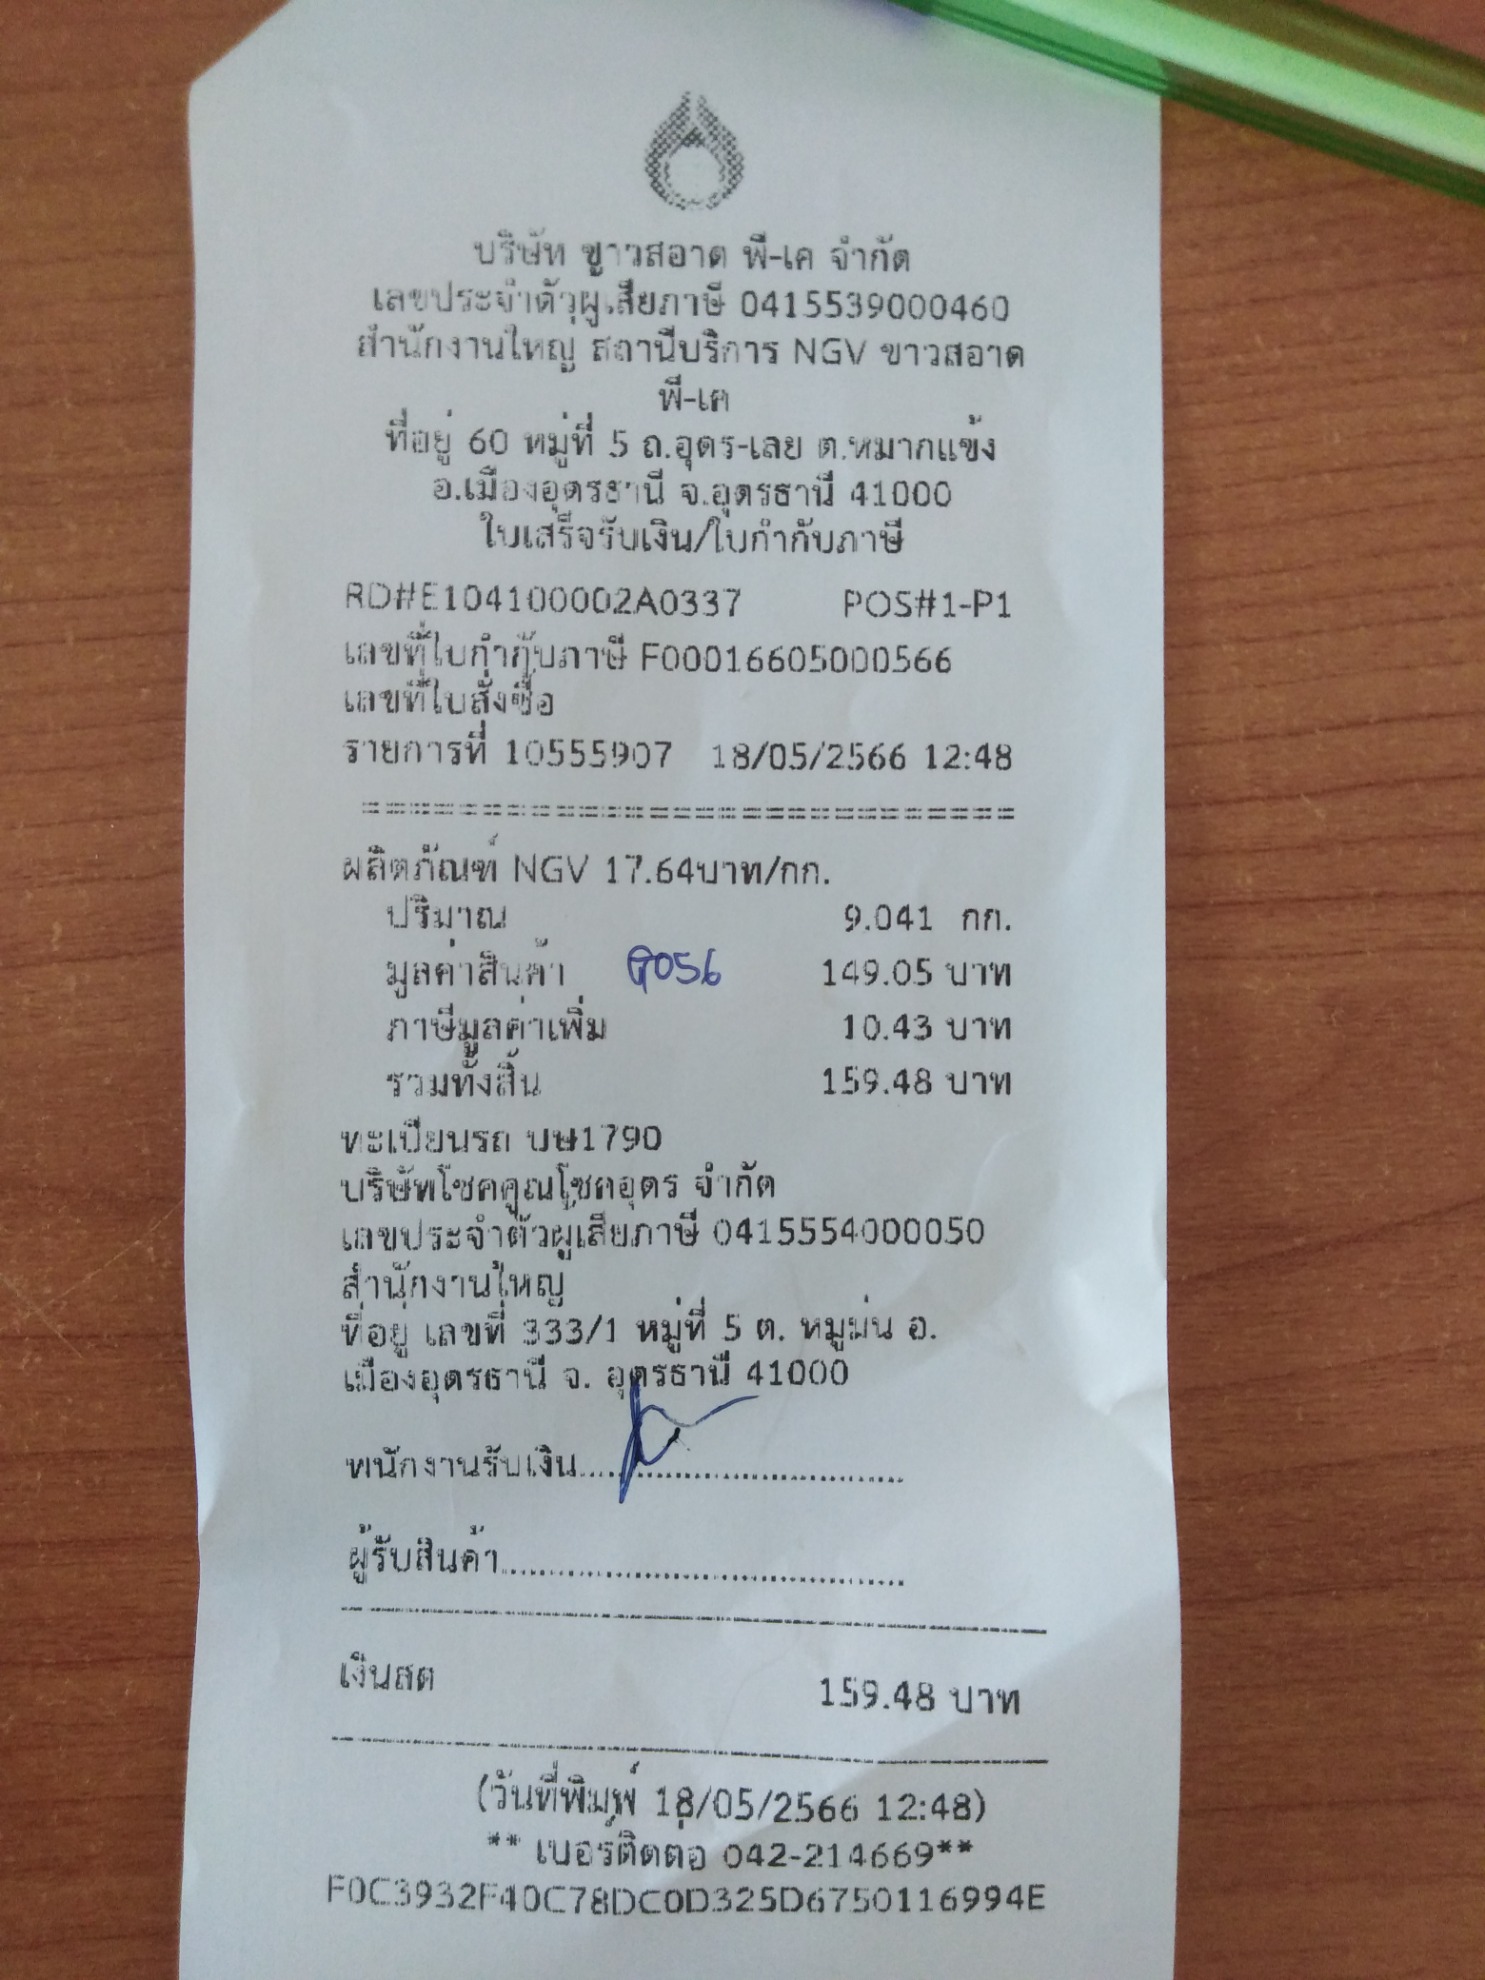 บริษัท ขาวสอาด พี-เค จำกัด
เลขประจำตัวผู้เสียภาษี 0415539000460
สำนักงานใหญ่ สถานีบริการ NGV ขาวสอาด
พี-เค
ที่อยู่ 60 หมู่ที่ 5 ถ.อุดร-เลย ต.หมากแข้ง
อ.เมืองอุดรธานี จ.อุดรธานี 41000
ใบเสร็จรับเงิน/ใบกำกับภาษี
RD#E104100002A0337 POS#1-P1
เลขที่ใบกำกับภาษี F00016605000566
เลขที่ใบสั่งซื้อ
รายการที่ 10555907 18/05/2566 12:48
ผลิตภัณฑ์ NGV 17.64บาท/กก.
ปริมาณ 9.041 กก.
มูลค่าสินค้า G056 149.05 บาท
ภาษีมูลค่าเพิ่ม 10.43 บาท
รวมทั้งสิ้น 159.48 บาท
ทะเบียนรถ บษ1790
บริษัทโชคคูณโชคอุดร จำกัด
เลขประจำตัวผู้เสียภาษี 0415554000050
สำนักงานใหญ่
ที่อยู่ เลขที่ 333/1 หมู่ที่ 5 ต. หมูม่น อ.
เมืองอุดรธานี จ. อุดรธานี 41000
พนักงานรับเงิน
ผู้รับสินค้า
เงินสด 159.48 บาท
(วันที่พิมพ์ 18/05/2566 12:48)
** เบอร์ติดต่อ 042-214669**
F0C3932F40C78DC0D325D6750116994E